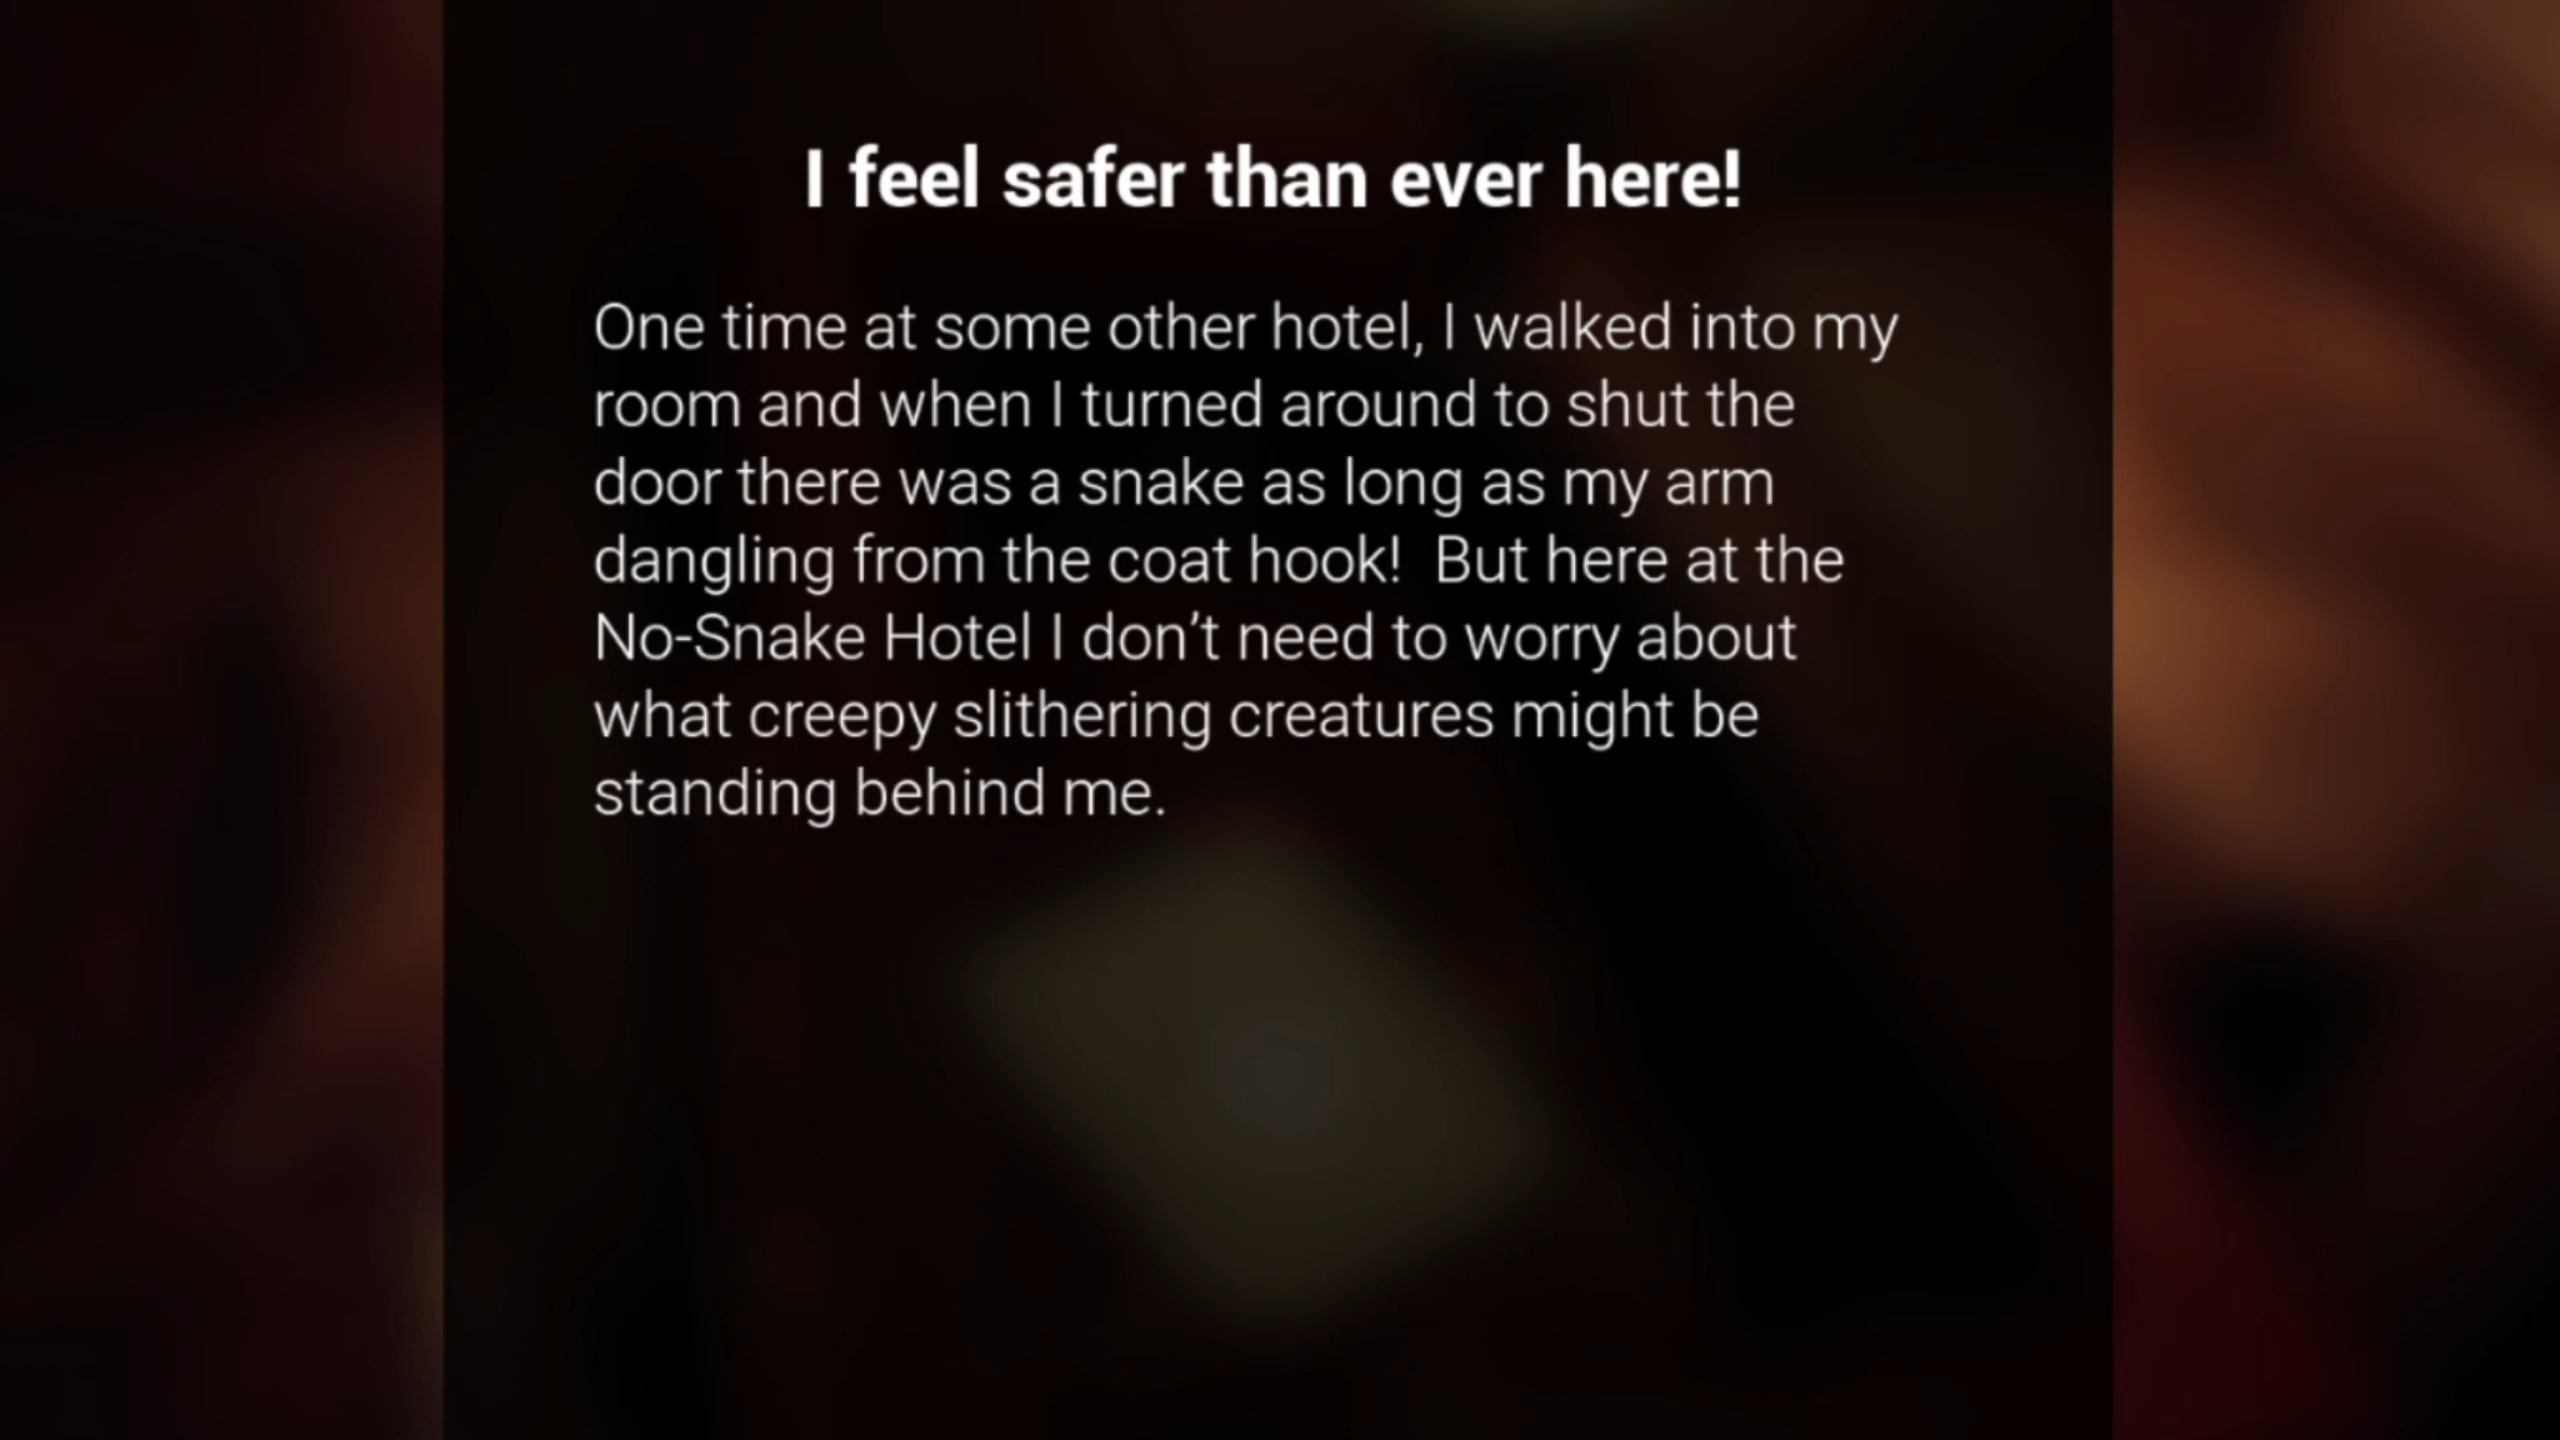 I feel safer than ever here!
One time at some other hotel, I walked into my
room and when I turned around to shut the
door there was a snake as long as my arm
dangling from the coat hook!  But here at the
No-Snake Hotel I don’t need to worry about
what creepy slithering creatures might be
standing behind me.